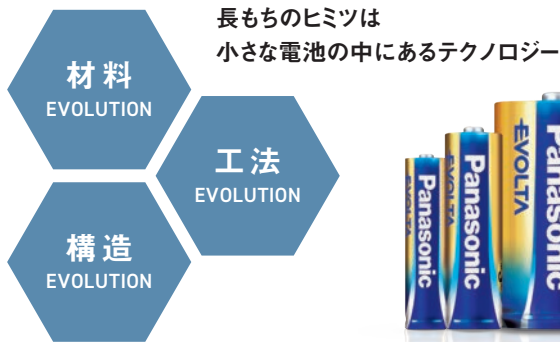 長もちのヒミツは
小さな電池の中にあるテクノロジー
材料
EVOLUTION
工法
EVOLUTION
構造
EVOLUTION
Panasonic
EVOLTA
Panasonic
EVOLTA
Panasonic
EVOLTA